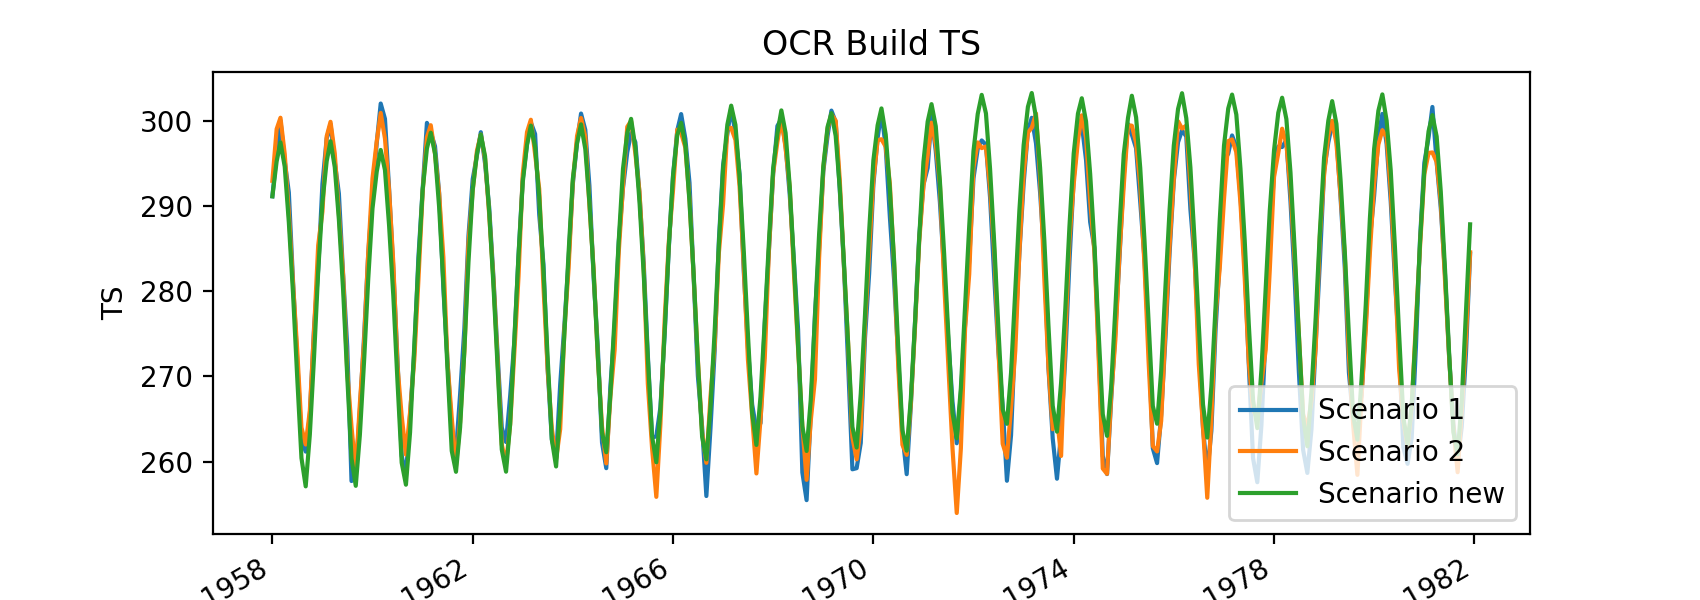 OCR Build TS
300
290
280
270
260
TS
Scenario 1
Scenario 2
Scenario new
1958
1962
1966
1970
1974
1978
1982